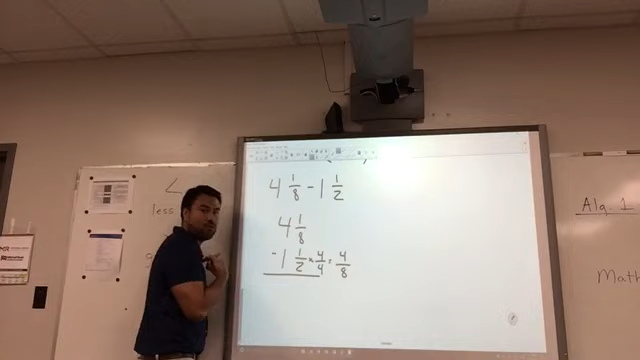 4 1/8 - 1 1/2
4 1/8
- 1 1/2 × 4/4 = 4/8
<
less
Alg. 1
Math